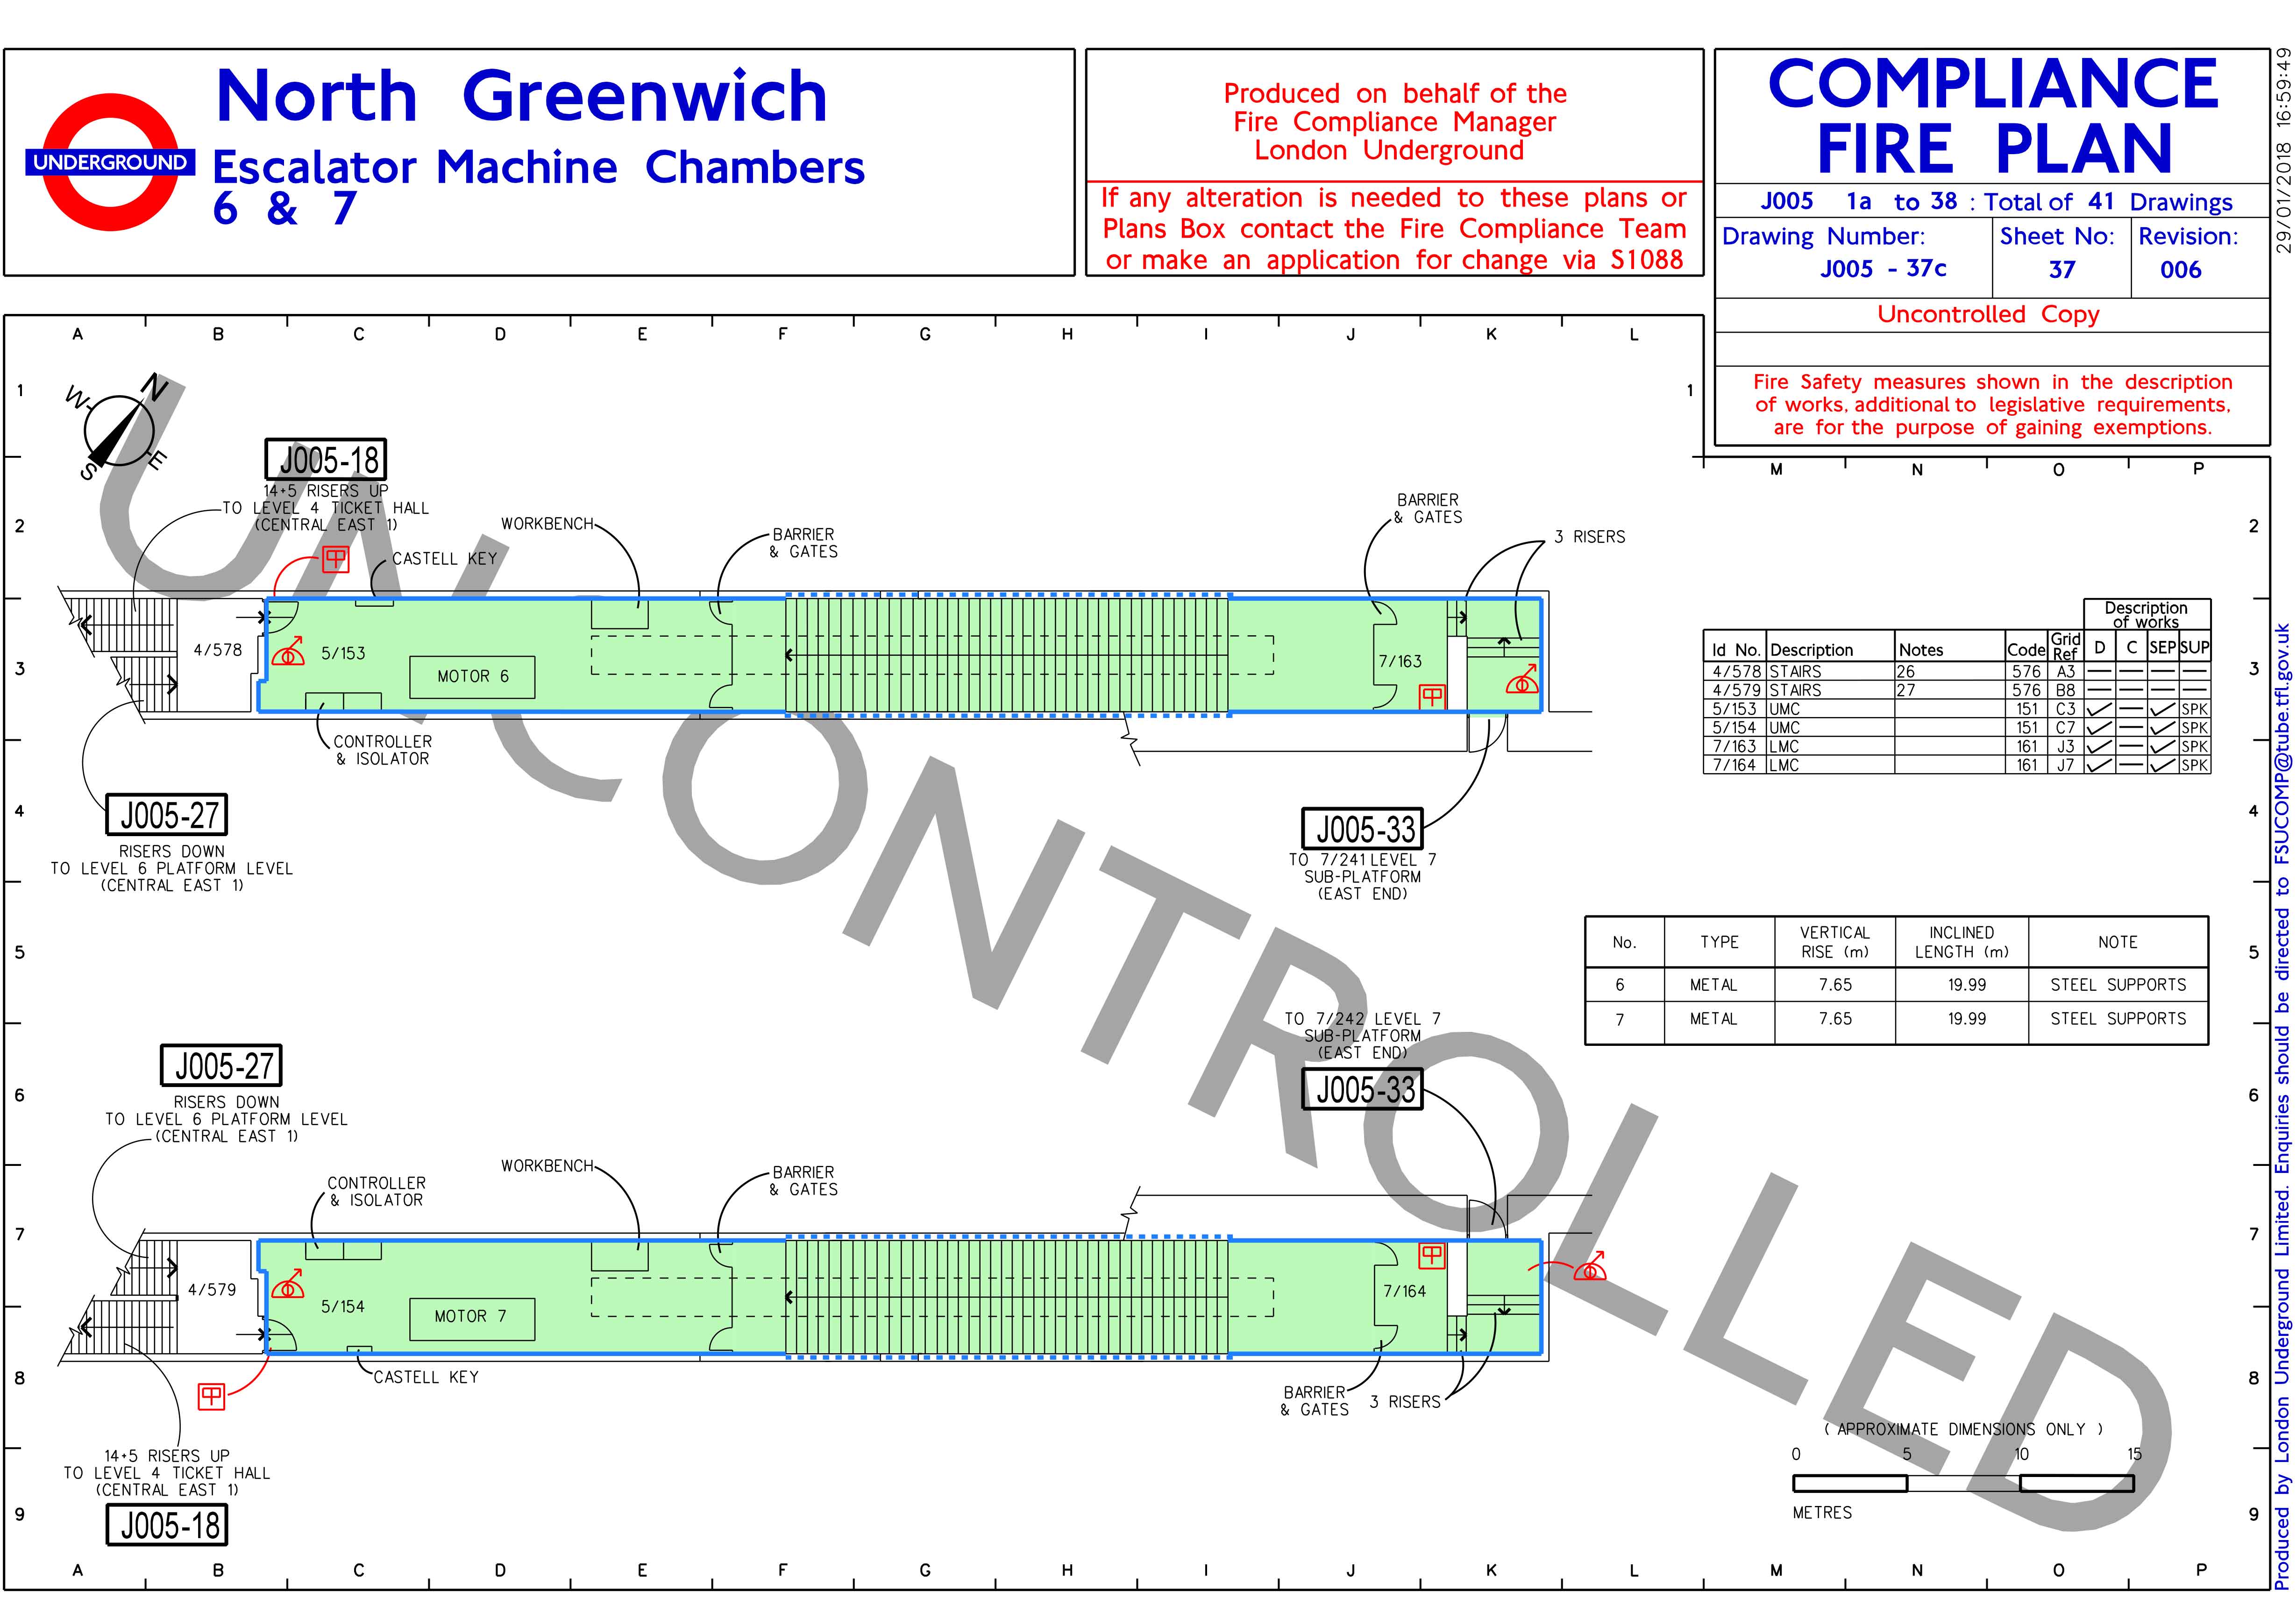 UNDERGROUND
North Greenwich
Escalator Machine Chambers
6 & 7
Produced on behalf of the
Fire Compliance Manager
London Underground
If any alteration is needed to these plans or
Plans Box contact the Fire Compliance Team
or make an application for change via S1088
COMPLIANCE
FIRE PLAN
J005 1a to 38 : Total of 41 Drawings
Drawing Number:
J005 - 37c
Sheet No:
37
Revision:
006
Uncontrolled Copy
Fire Safety measures shown in the description
of works, additional to legislative requirements,
are for the purpose of gaining exemptions.
29/01/2018 16:59:49
A B C D E F G H I J K L
M N O P
1 1
2 2
3 3
4 4
5 5
6 6
7 7
8 8
9 9
N
W
E
S
UNCONTROLLED
J005-18
14+5 RISERS UP
TO LEVEL 4 TICKET HALL
(CENTRAL EAST 1)
CASTELL KEY
WORKBENCH
BARRIER
& GATES
BARRIER
& GATES
3 RISERS
4/578
5/153
MOTOR 6
7/163
CONTROLLER
& ISOLATOR
J005-27
RISERS DOWN
TO LEVEL 6 PLATFORM LEVEL
(CENTRAL EAST 1)
J005-33
TO 7/241 LEVEL 7
SUB-PLATFORM
(EAST END)
Description
of works
Id No. Description Notes Code Grid Ref D C SEP SUP
4/578 STAIRS 26 576 A3 — — — —
4/579 STAIRS 27 576 B8 — — — —
5/153 UMC 151 C3 ✓ — ✓ SPK
5/154 UMC 151 C7 ✓ — ✓ SPK
7/163 LMC 161 J3 ✓ — ✓ SPK
7/164 LMC 161 J7 ✓ — ✓ SPK
No. TYPE VERTICAL RISE (m) INCLINED LENGTH (m) NOTE
6 METAL 7.65 19.99 STEEL SUPPORTS
7 METAL 7.65 19.99 STEEL SUPPORTS
TO 7/242 LEVEL 7
SUB-PLATFORM
(EAST END)
J005-33
J005-27
RISERS DOWN
TO LEVEL 6 PLATFORM LEVEL
(CENTRAL EAST 1)
CONTROLLER
& ISOLATOR
WORKBENCH
BARRIER
& GATES
4/579
5/154
MOTOR 7
7/164
CASTELL KEY
BARRIER
& GATES
3 RISERS
14+5 RISERS UP
TO LEVEL 4 TICKET HALL
(CENTRAL EAST 1)
J005-18
( APPROXIMATE DIMENSIONS ONLY )
0 5 10 15
METRES
A B C D E F G H I J K L M N O P
Produced by London Underground Limited. Enquiries should be directed to FSUCOMP@tube.tfl.gov.uk